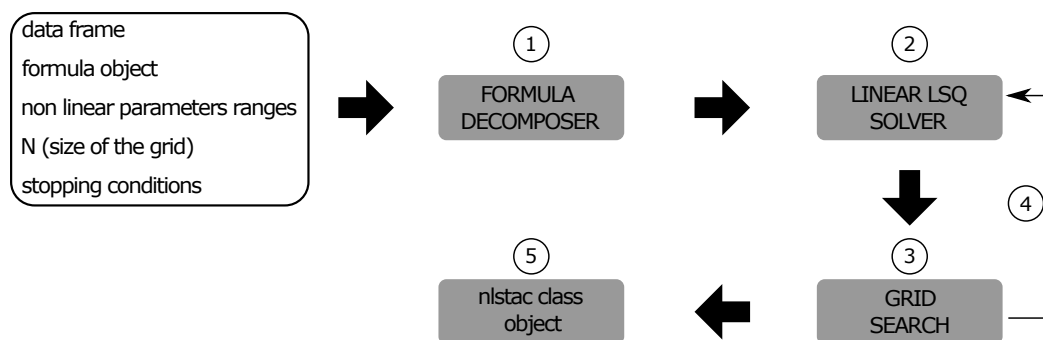 data frame
formula object
non linear parameters ranges
N (size of the grid)
stopping conditions
1
FORMULA
DECOMPOSER
2
LINEAR LSQ
SOLVER
4
3
GRID
SEARCH
5
nlstac class
object